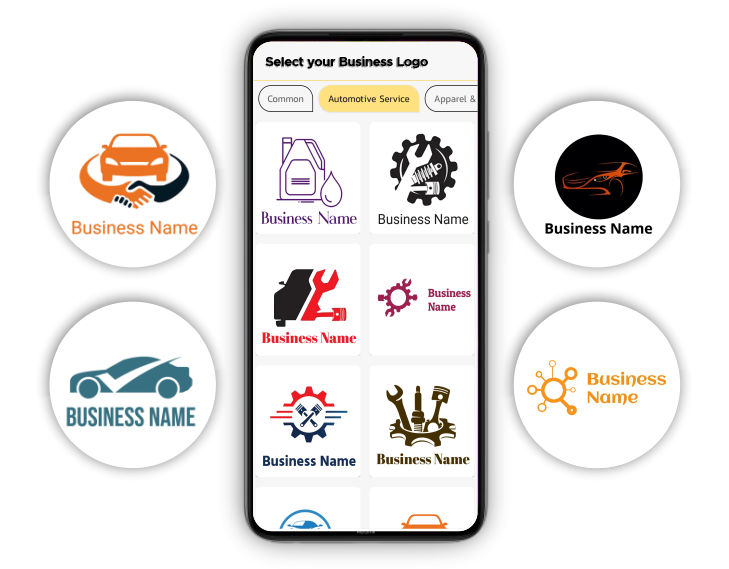 Select your Business Logo
Common
Automotive Service
Apparel &
Business Name
Business Name
Business Name
Business
Name
Business Name
Business Name
Business Name
BUSINESS NAME
Business Name
Business
Name